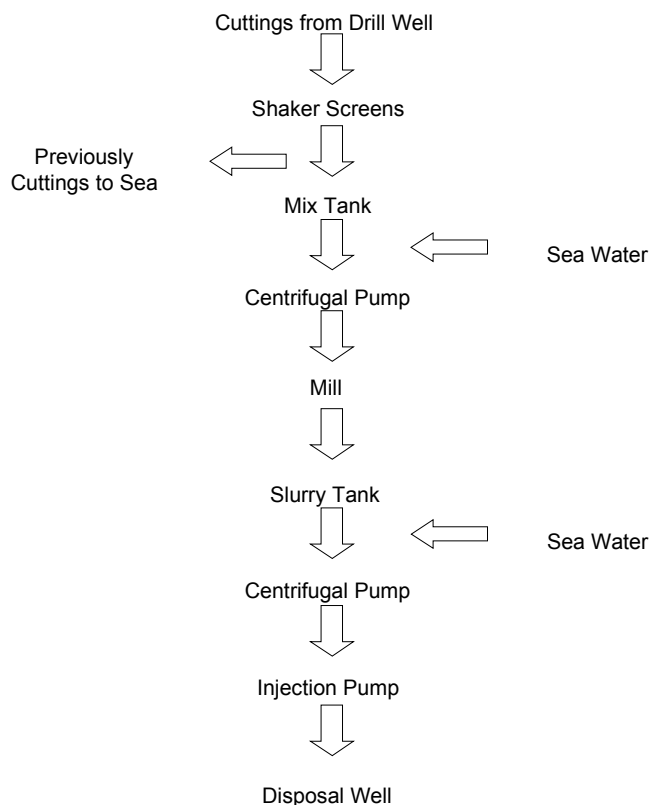 Cuttings from Drill Well
Shaker Screens
Previously
Cuttings to Sea
Mix Tank
Sea Water
Centrifugal Pump
Mill
Slurry Tank
Sea Water
Centrifugal Pump
Injection Pump
Disposal Well